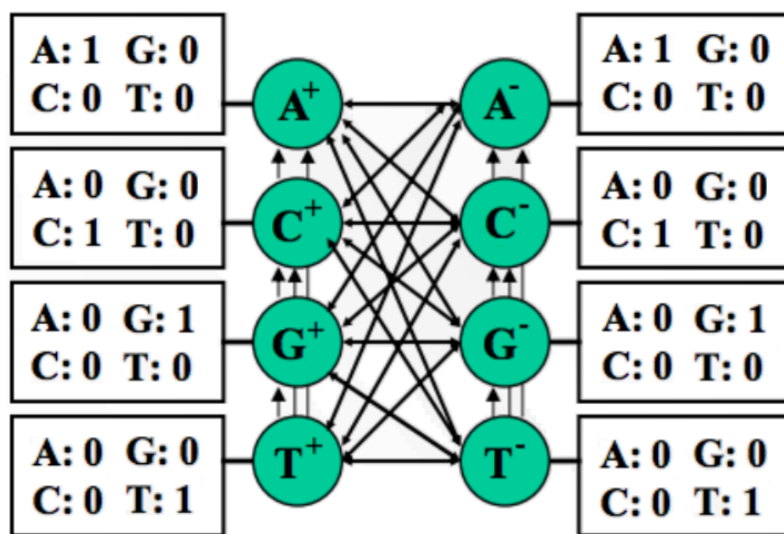 A: 1 G: 0
C: 0 T: 0
A+
A-
A: 1 G: 0
C: 0 T: 0
A: 0 G: 0
C: 1 T: 0
C+
C-
A: 0 G: 0
C: 1 T: 0
A: 0 G: 1
C: 0 T: 0
G+
G-
A: 0 G: 1
C: 0 T: 0
A: 0 G: 0
C: 0 T: 1
T+
T-
A: 0 G: 0
C: 0 T: 1